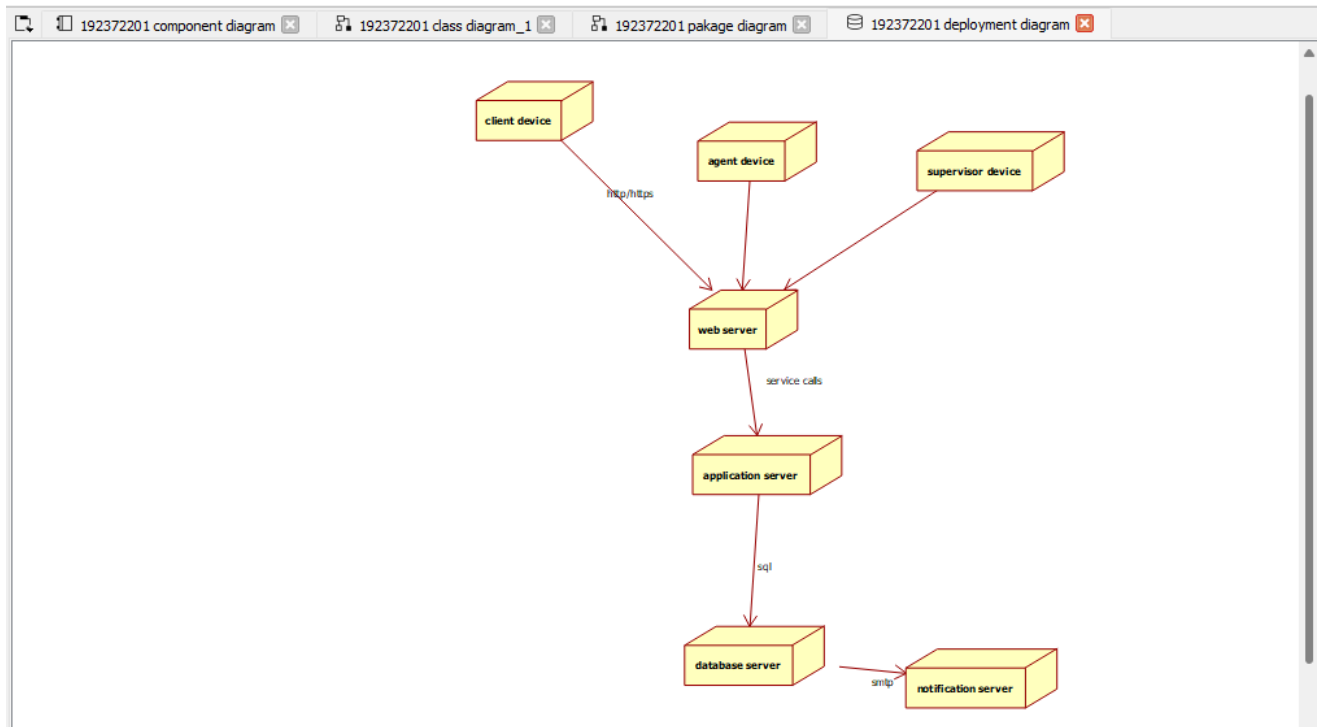 192372201 component diagram
192372201 class diagram_1
192372201 pakage diagram
192372201 deployment diagram
client device
agent device
supervisor device
http/https
web server
service calls
application server
sql
database server
smtp
notification server